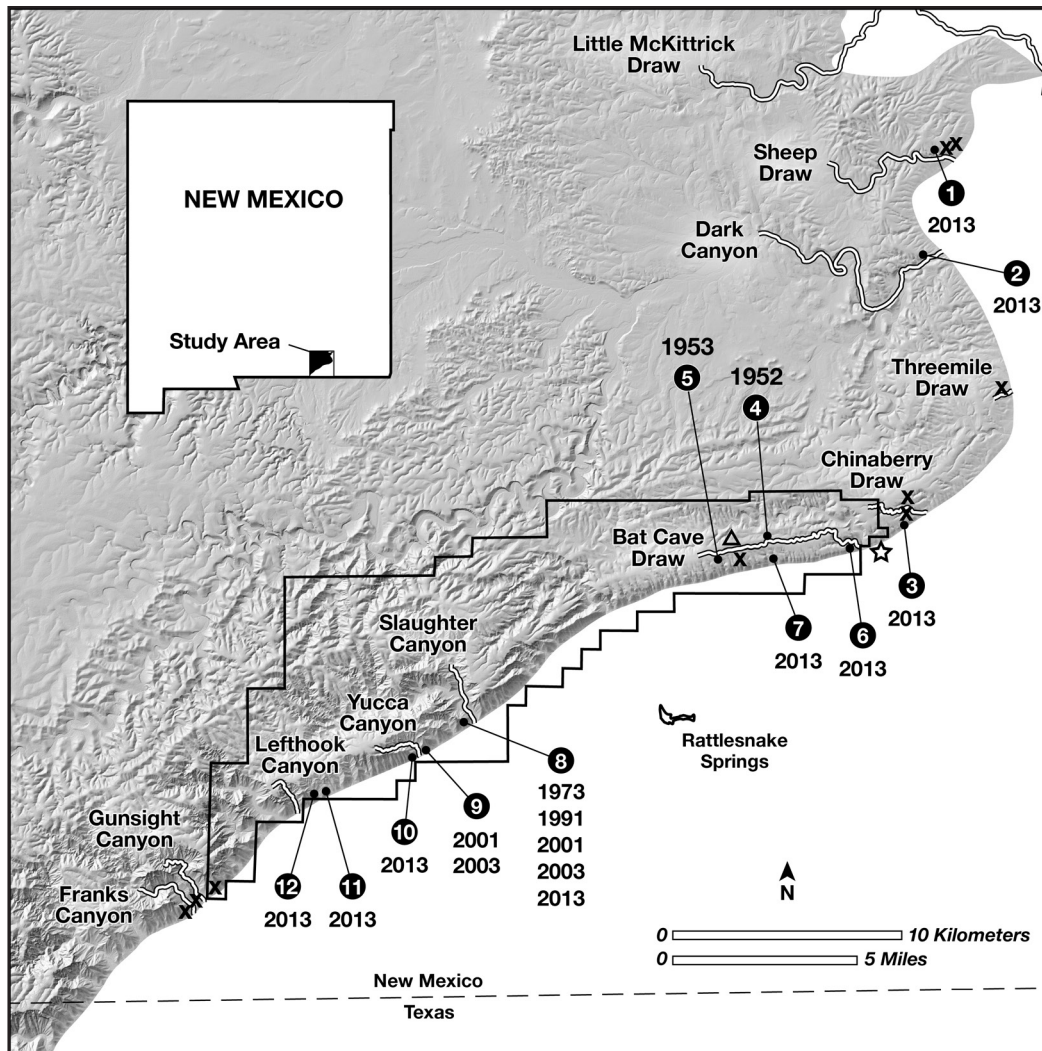 Little McKittrick
Draw
Sheep
Draw
X X
1
2013
NEW MEXICO
Dark
Canyon
2
2013
Study Area
1953
5
1952
4
Threemile
Draw
X
Chinaberry
Draw
X
X
Bat Cave
Draw
X
3
2013
7
2013
6
2013
Slaughter
Canyon
Yucca
Canyon
Lefthook
Canyon
Rattlesnake
Springs
8
1973
1991
2001
2003
2013
9
2001
2003
10
2013
Gunsight
Canyon
Franks
Canyon
X
X
X
12
2013
11
2013
N
0 10 Kilometers
0 5 Miles
New Mexico
Texas